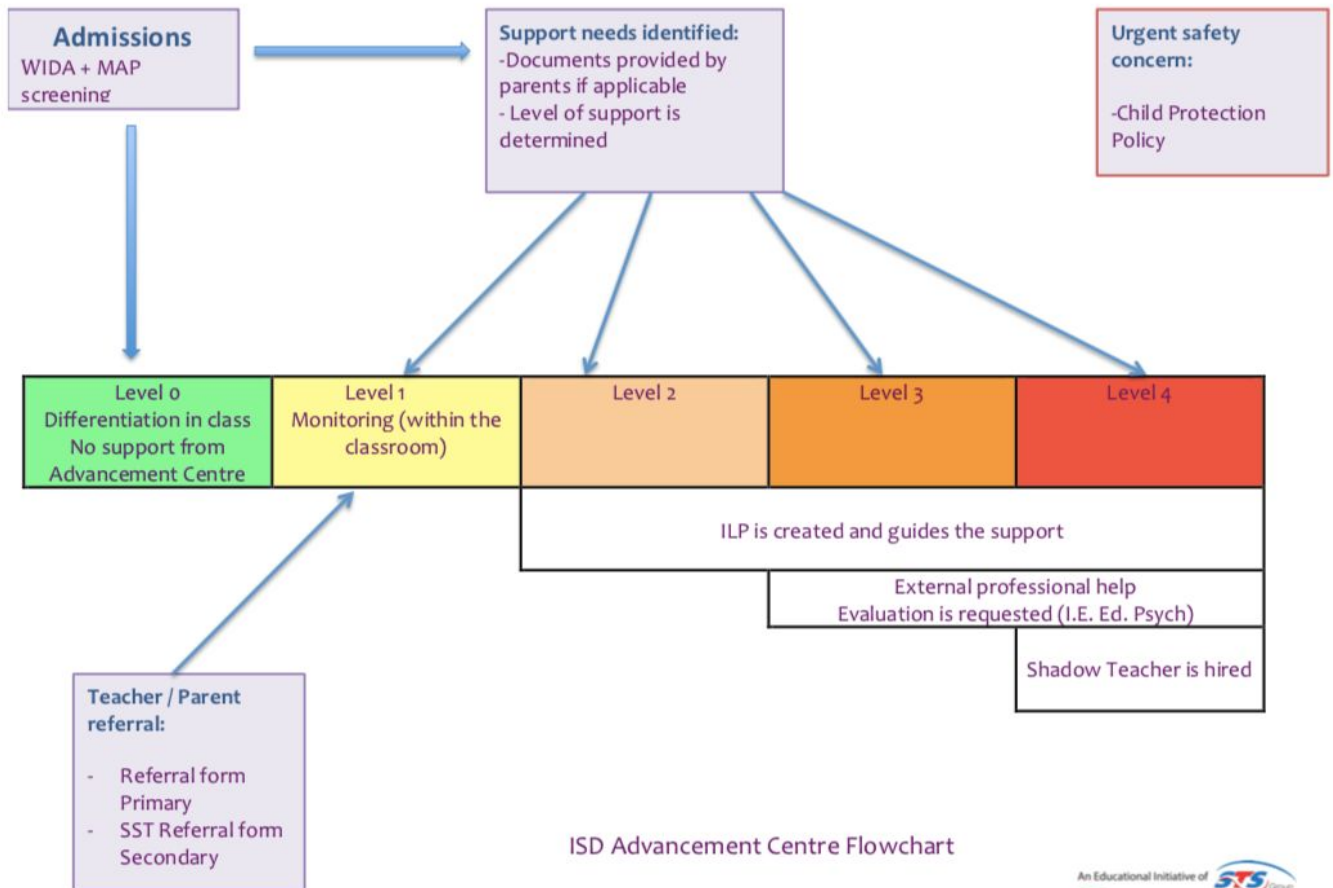 Admissions
WIDA + MAP
screening
Support needs identified:
-Documents provided by
parents if applicable
- Level of support is
determined
Urgent safety
concern:
-Child Protection
Policy
Level 0
Differentiation in class
No support from
Advancement Centre
Level 1
Monitoring (within the
classroom)
Level 2
Level 3
Level 4
ILP is created and guides the support
External professional help
Evaluation is requested (I.E. Ed. Psych)
Shadow Teacher is hired
Teacher / Parent
referral:
- Referral form
Primary
- SST Referral form
Secondary
ISD Advancement Centre Flowchart
An Educational Initiative of
STS Group